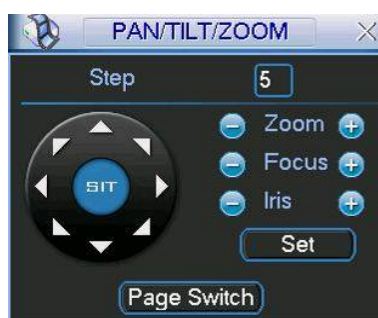 PAN/TILT/ZOOM
Step 5
SIT
Zoom
Focus
Iris
Set
Page Switch